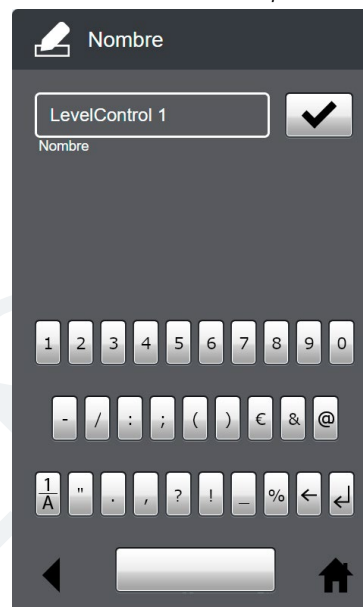 Nombre
LevelControl 1
Nombre
1 2 3 4 5 6 7 8 9 0
- / : ; ( ) € & @
1/A " . , ? ! _ % ← ↲